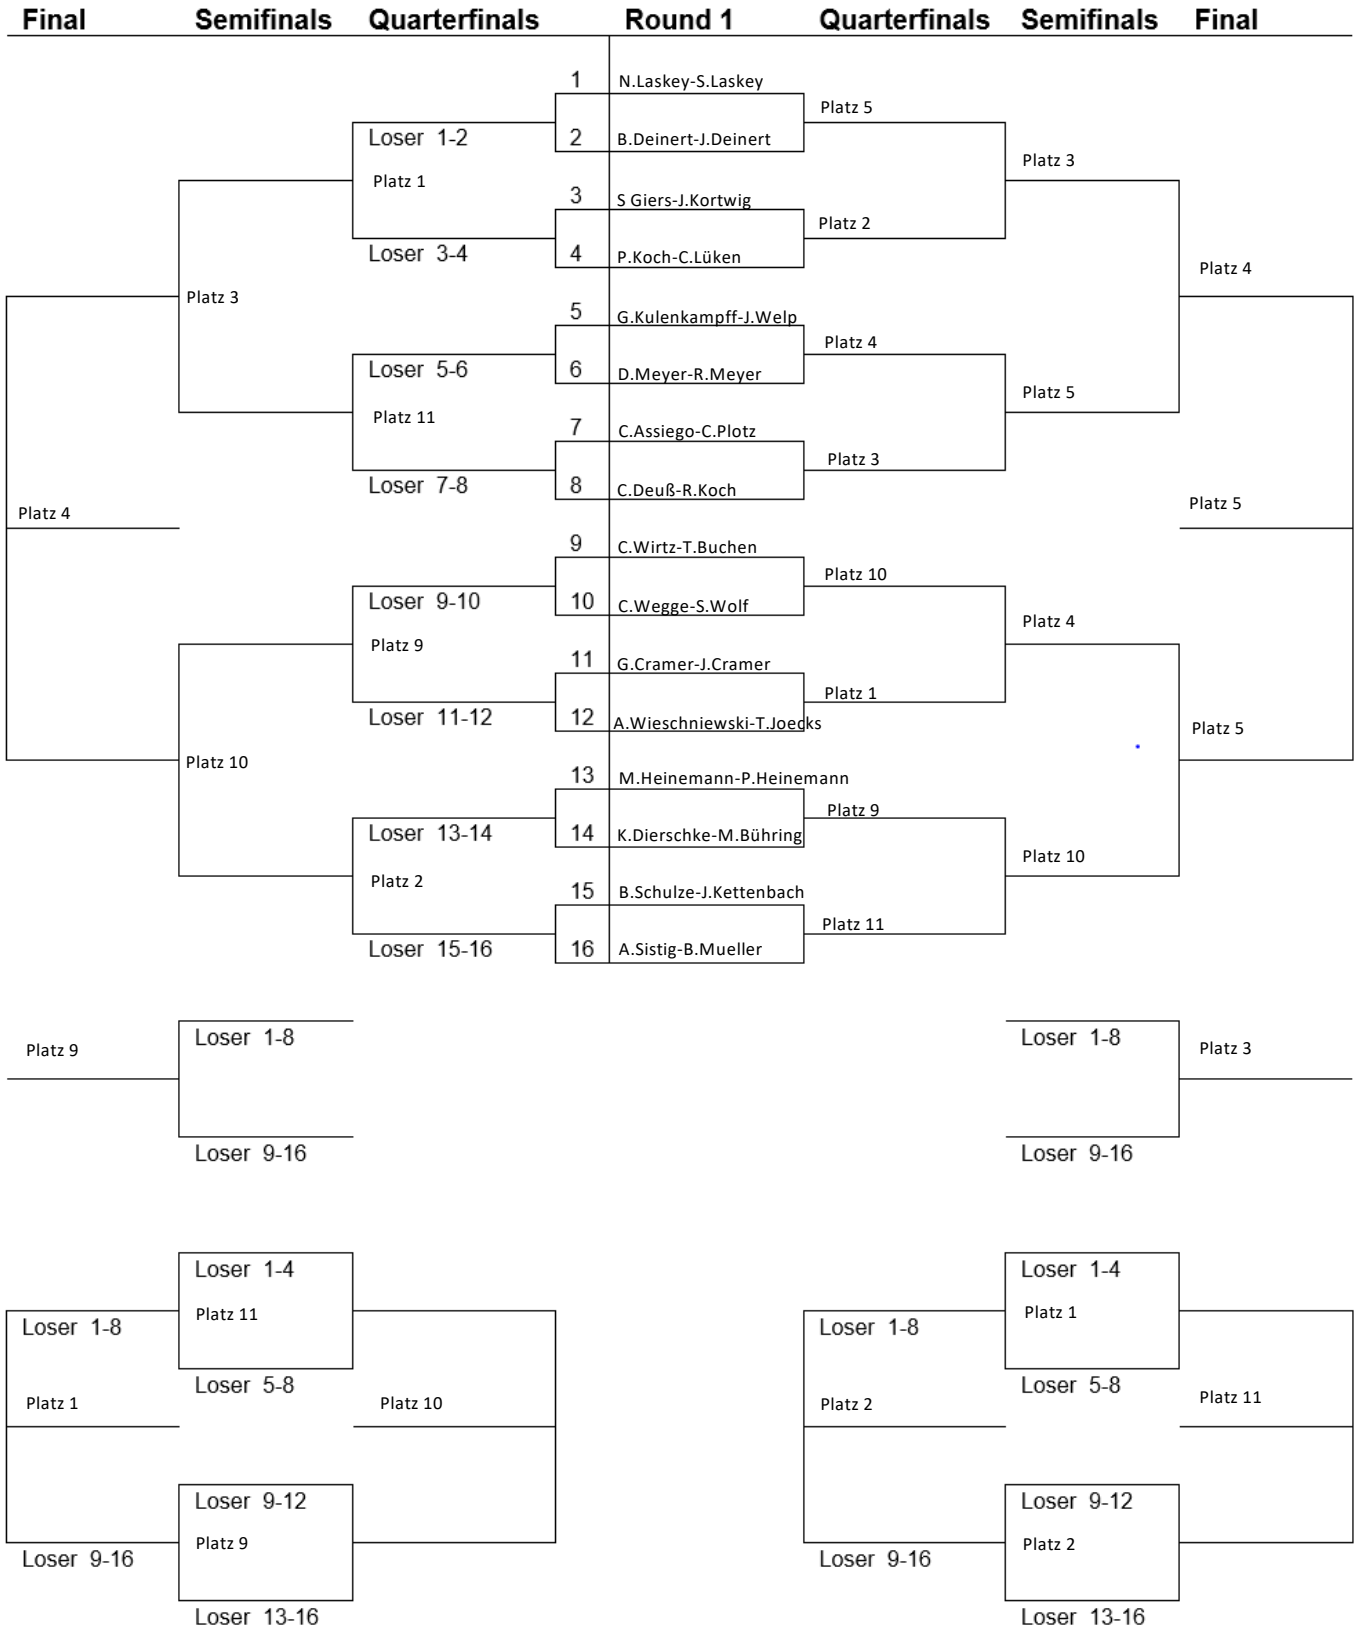 Final Semifinals Quarterfinals Round 1 Quarterfinals Semifinals Final
1 N.Laskey-S.Laskey
Platz 5
Loser 1-2 2 B.Deinert-J.Deinert
Platz 3
Platz 1
3 S Giers-J.Kortwig
Platz 2
Loser 3-4 4 P.Koch-C.Lüken
Platz 4
Platz 3
5 G.Kulenkampff-J.Welp
Platz 4
Loser 5-6 6 D.Meyer-R.Meyer
Platz 5
Platz 11
7 C.Assiego-C.Plotz
Platz 3
Loser 7-8 8 C.Deuß-R.Koch
Platz 5
Platz 4
9 C.Wirtz-T.Buchen
Platz 10
Loser 9-10 10 C.Wegge-S.Wolf
Platz 4
Platz 9
11 G.Cramer-J.Cramer
Platz 1
Loser 11-12 12 A.Wieschniewski-T.Joecks
Platz 5
Platz 10
13 M.Heinemann-P.Heinemann
Platz 9
Loser 13-14 14 K.Dierschke-M.Bühring
Platz 10
Platz 2
15 B.Schulze-J.Kettenbach
Platz 11
Loser 15-16 16 A.Sistig-B.Mueller
Loser 1-8 Loser 1-8
Platz 9 Platz 3
Loser 9-16 Loser 9-16
Loser 1-4 Loser 1-4
Platz 11 Platz 1
Loser 1-8 Loser 1-8
Loser 5-8 Loser 5-8
Platz 1 Platz 10 Platz 2 Platz 11
Loser 9-12 Loser 9-12
Platz 9 Platz 2
Loser 9-16 Loser 9-16
Loser 13-16 Loser 13-16